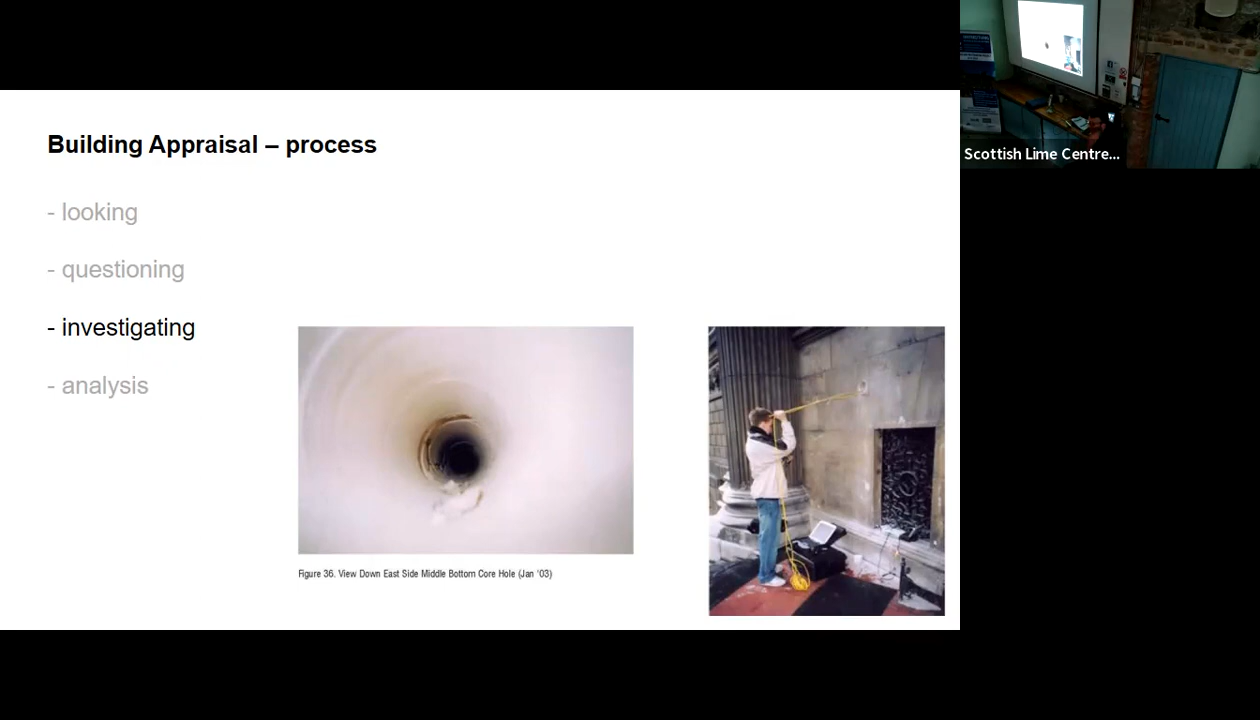 Building Appraisal – process
- looking
- questioning
- investigating
- analysis
Figure 36. View Down East Side Middle Bottom Core Hole (Jan '03)
Scottish Lime Centre...